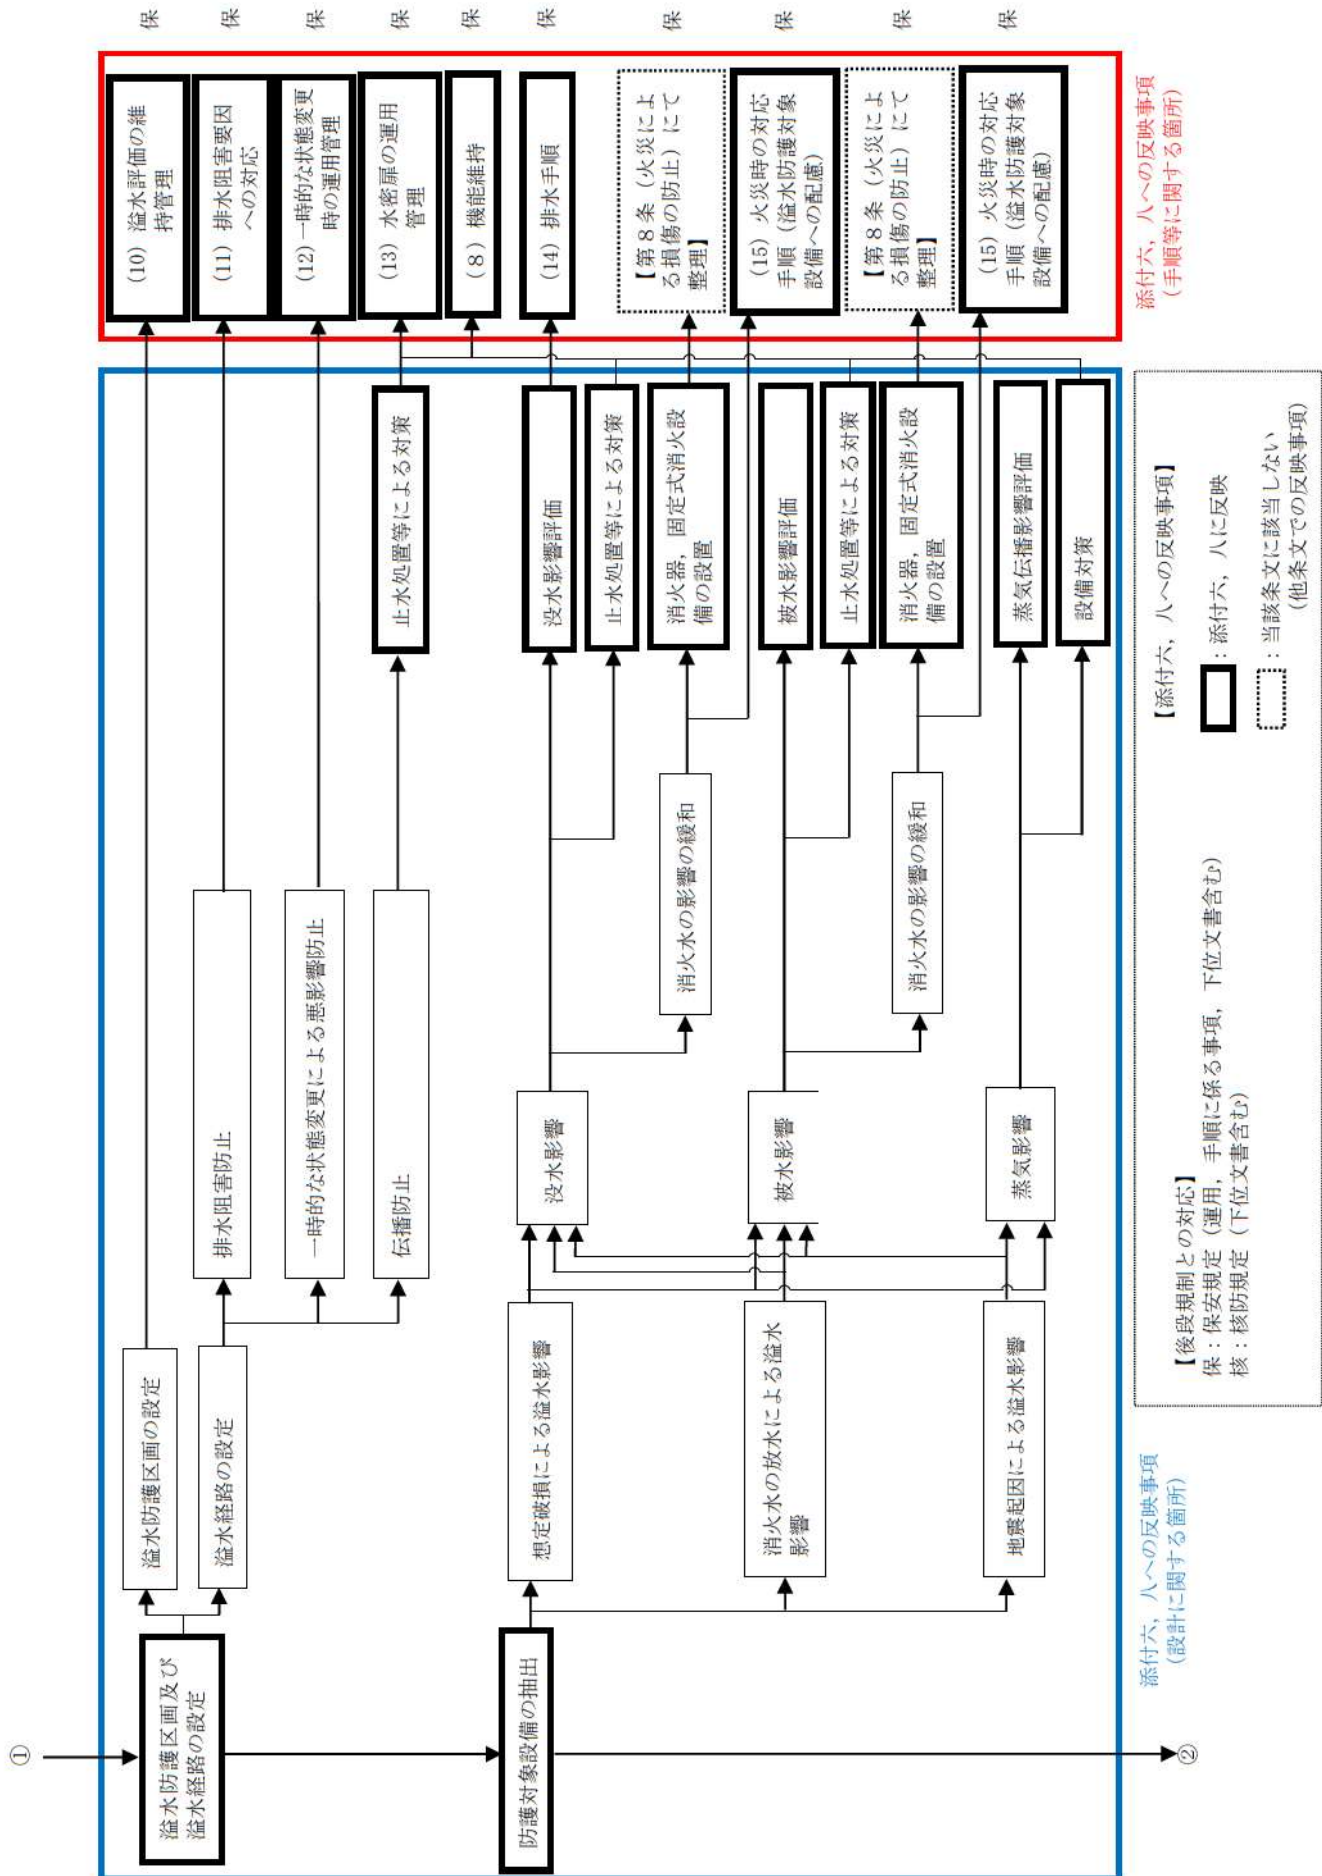 ①
溢水防護区画及び
溢水経路の設定
溢水防護区画の設定
(10) 溢水評価の維
持管理
保
溢水経路の設定
排水阻害防止
(11) 排水阻害要因
への対応
保
一時的な状態変更による悪影響防止
(12)一時的な状態変更
時の運用管理
保
伝播防止
止水処置等による対策
(13) 水密扉の運用
管理
保
(8) 機能維持
保
防護対象設備の抽出
想定破損による溢水影響
没水影響
没水影響評価
(14) 排水手順
保
止水処置等による対策
消火水の影響の緩和
消火器，固定式消火設
備の設置
【第８条（火災によ
る損傷の防止）にて
整理】
保
(15) 火災時の対応
手順（溢水防護対象
設備への配慮）
保
消火水の放水による溢水
影響
被水影響
被水影響評価
止水処置等による対策
消火水の影響の緩和
消火器，固定式消火設
備の設置
【第８条（火災によ
る損傷の防止）にて
整理】
保
(15) 火災時の対応
手順（溢水防護対象
設備への配慮）
保
地震起因による溢水影響
蒸気影響
蒸気伝播影響評価
設備対策
②
添付六，八への反映事項
（設計に関する箇所）
添付六，八への反映事項
（手順等に関する箇所）
【後段規制との対応】
保：保安規定（運用，手順に係る事項，下位文書含む）
核：核防規定（下位文書含む）
【添付六，八への反映事項】
：添付六，八に反映
：当該条文に該当しない
（他条文での反映事項）